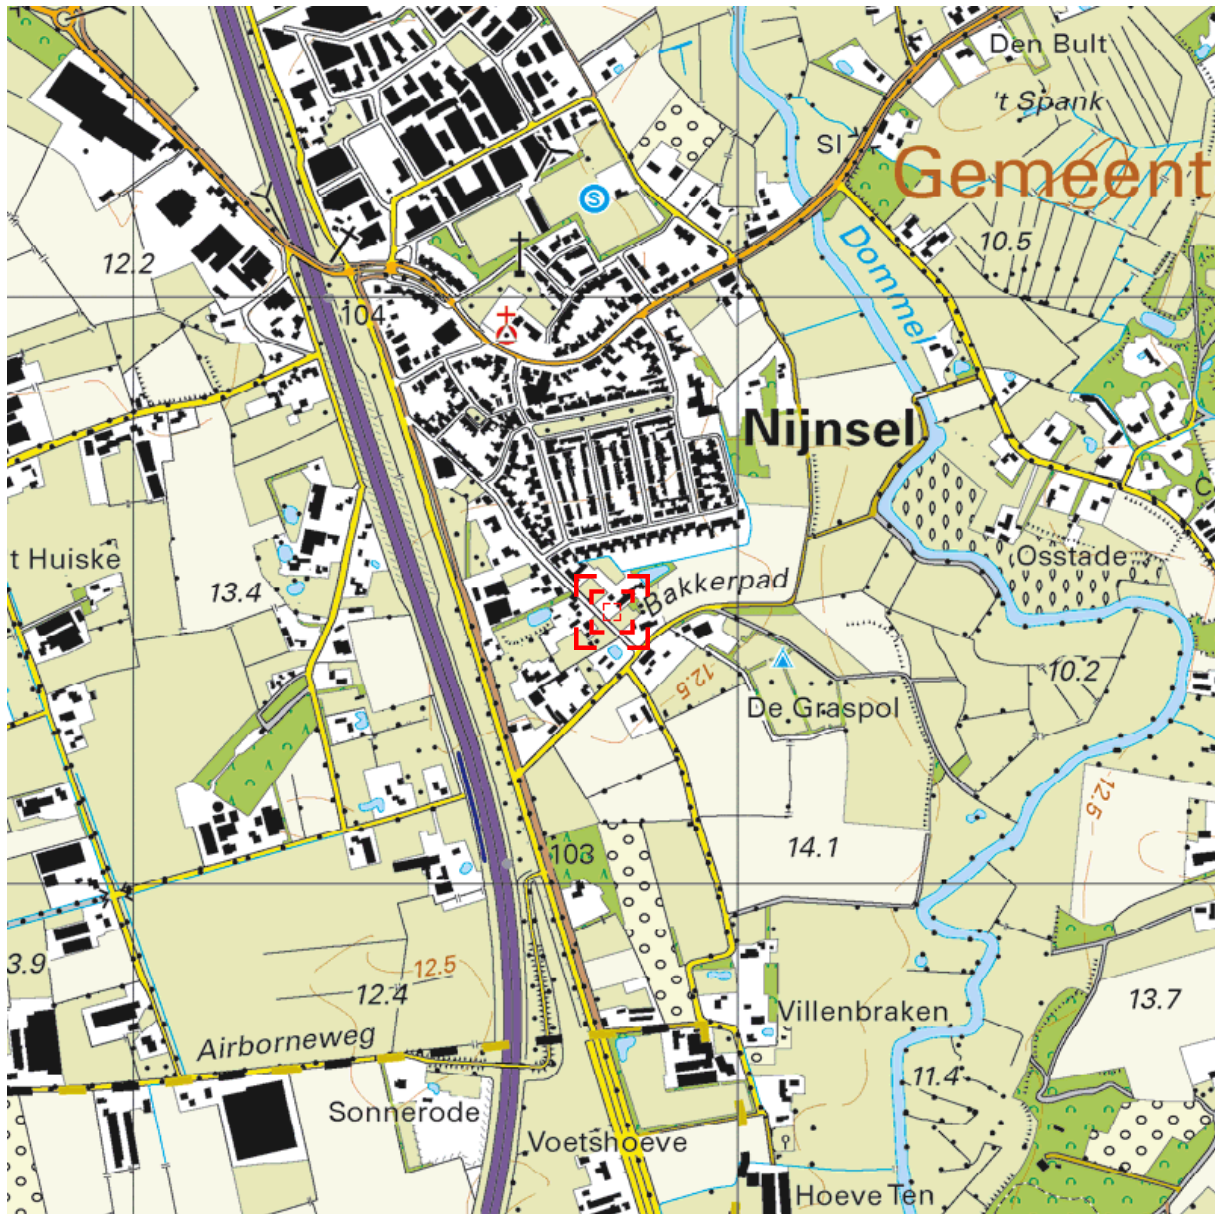 Den Bult
't Spank
Sl
Gemeent
S
Dommel
10.5
12.2
104
Nijnsel
C
t Huiske
Osstade
13.4
Bakkerpad
12.5
10.2
De Graspol
12.5
103
14.1
3.9
12.5
12.4
13.7
Villenbraken
Airborneweg
11.4
Sonnerode
Voetshoeve
Hoeve Ten